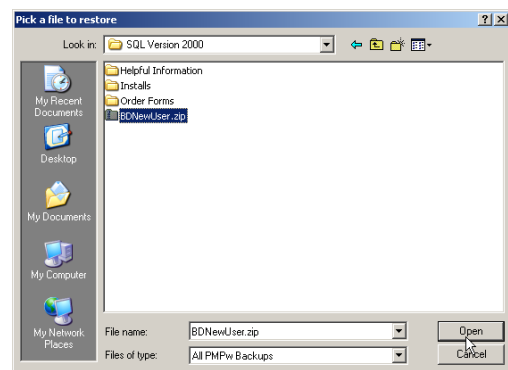 Pick a file to restore
Look in: SQL Version 2000
Helpful Information
Installs
Order Forms
BDNewUser.zip
My Recent
Documents
Desktop
My Documents
My Computer
My Network
Places
File name: BDNewUser.zip Open
Files of type: All PMPw Backups Cancel